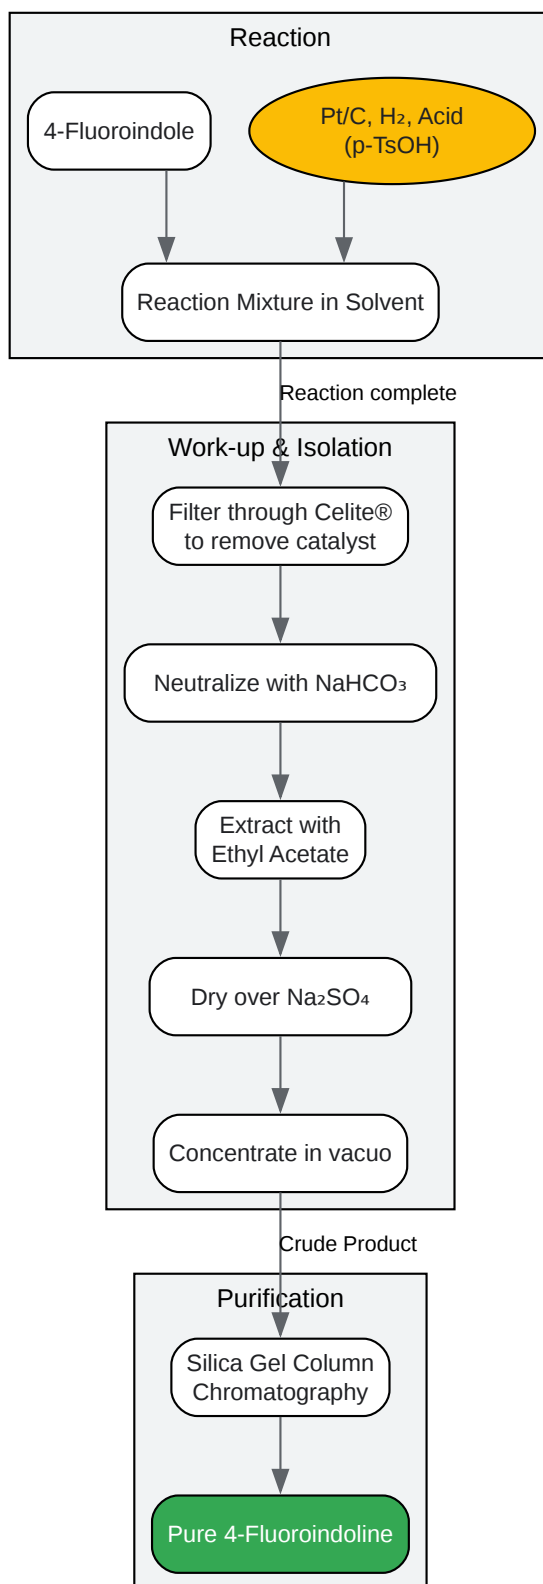 Reaction
4-Fluoroindole
Pt/C, H₂, Acid
(p-TsOH)
Reaction Mixture in Solvent
Reaction complete
Work-up & Isolation
Filter through Celite®
to remove catalyst
Neutralize with NaHCO₃
Extract with
Ethyl Acetate
Dry over Na₂SO₄
Concentrate in vacuo
Crude Product
Purification
Silica Gel Column
Chromatography
Pure 4-Fluoroindoline